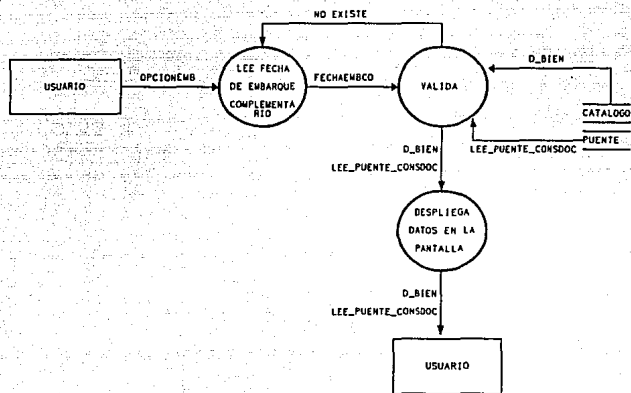 NO EXISTE
D_BIEN
LEE FECHA
DE EMBARQUE
COMPLEMENTA
RIO
USUARIO
OPCIONEMB
FECHAEMBCO
VALIDA
CATALOGO
PUENTE
LEE_PUENTE_CONSDOC
D_BIEN
LEE_PUENTE_CONSDOC
DESPLIEGA
DATOS EN LA
PANTALLA
D_BIEN
LEE_PUENTE_CONSDOC
USUARIO